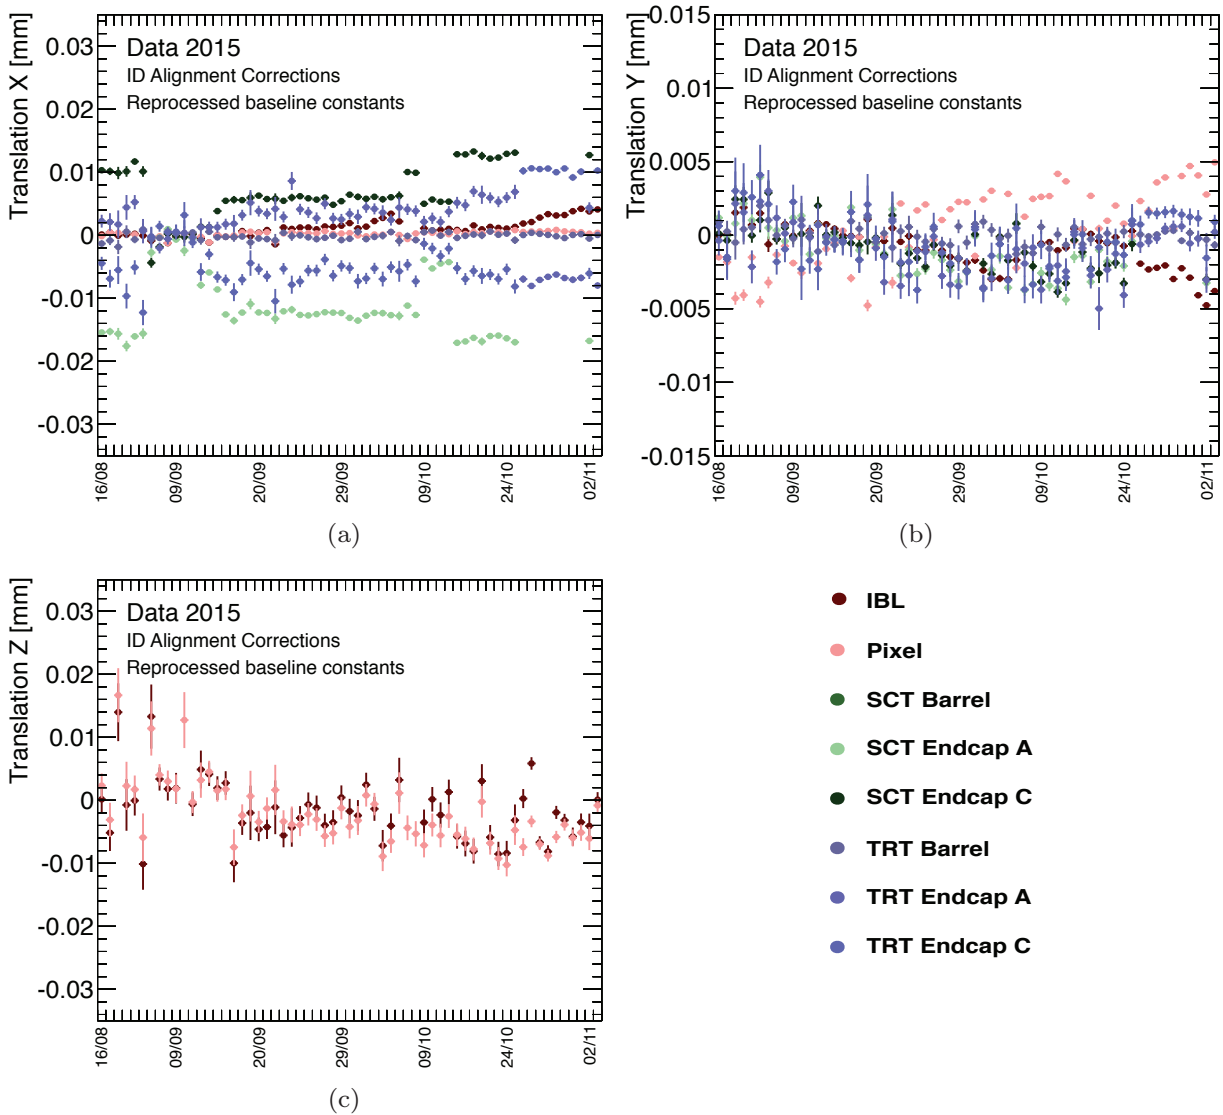 Translation X [mm]
0.03
0.02
0.01
0
-0.01
-0.02
-0.03
Data 2015
ID Alignment Corrections
Reprocessed baseline constants
16/08
09/09
20/09
29/09
09/10
24/10
02/11
(a)
Translation Y [mm]
0.015
0.01
0.005
0
-0.005
-0.01
-0.015
Data 2015
ID Alignment Corrections
Reprocessed baseline constants
16/08
09/09
20/09
29/09
09/10
24/10
02/11
(b)
Translation Z [mm]
0.03
0.02
0.01
0
-0.01
-0.02
-0.03
Data 2015
ID Alignment Corrections
Reprocessed baseline constants
16/08
09/09
20/09
29/09
09/10
24/10
02/11
(c)
IBL
Pixel
SCT Barrel
SCT Endcap A
SCT Endcap C
TRT Barrel
TRT Endcap A
TRT Endcap C